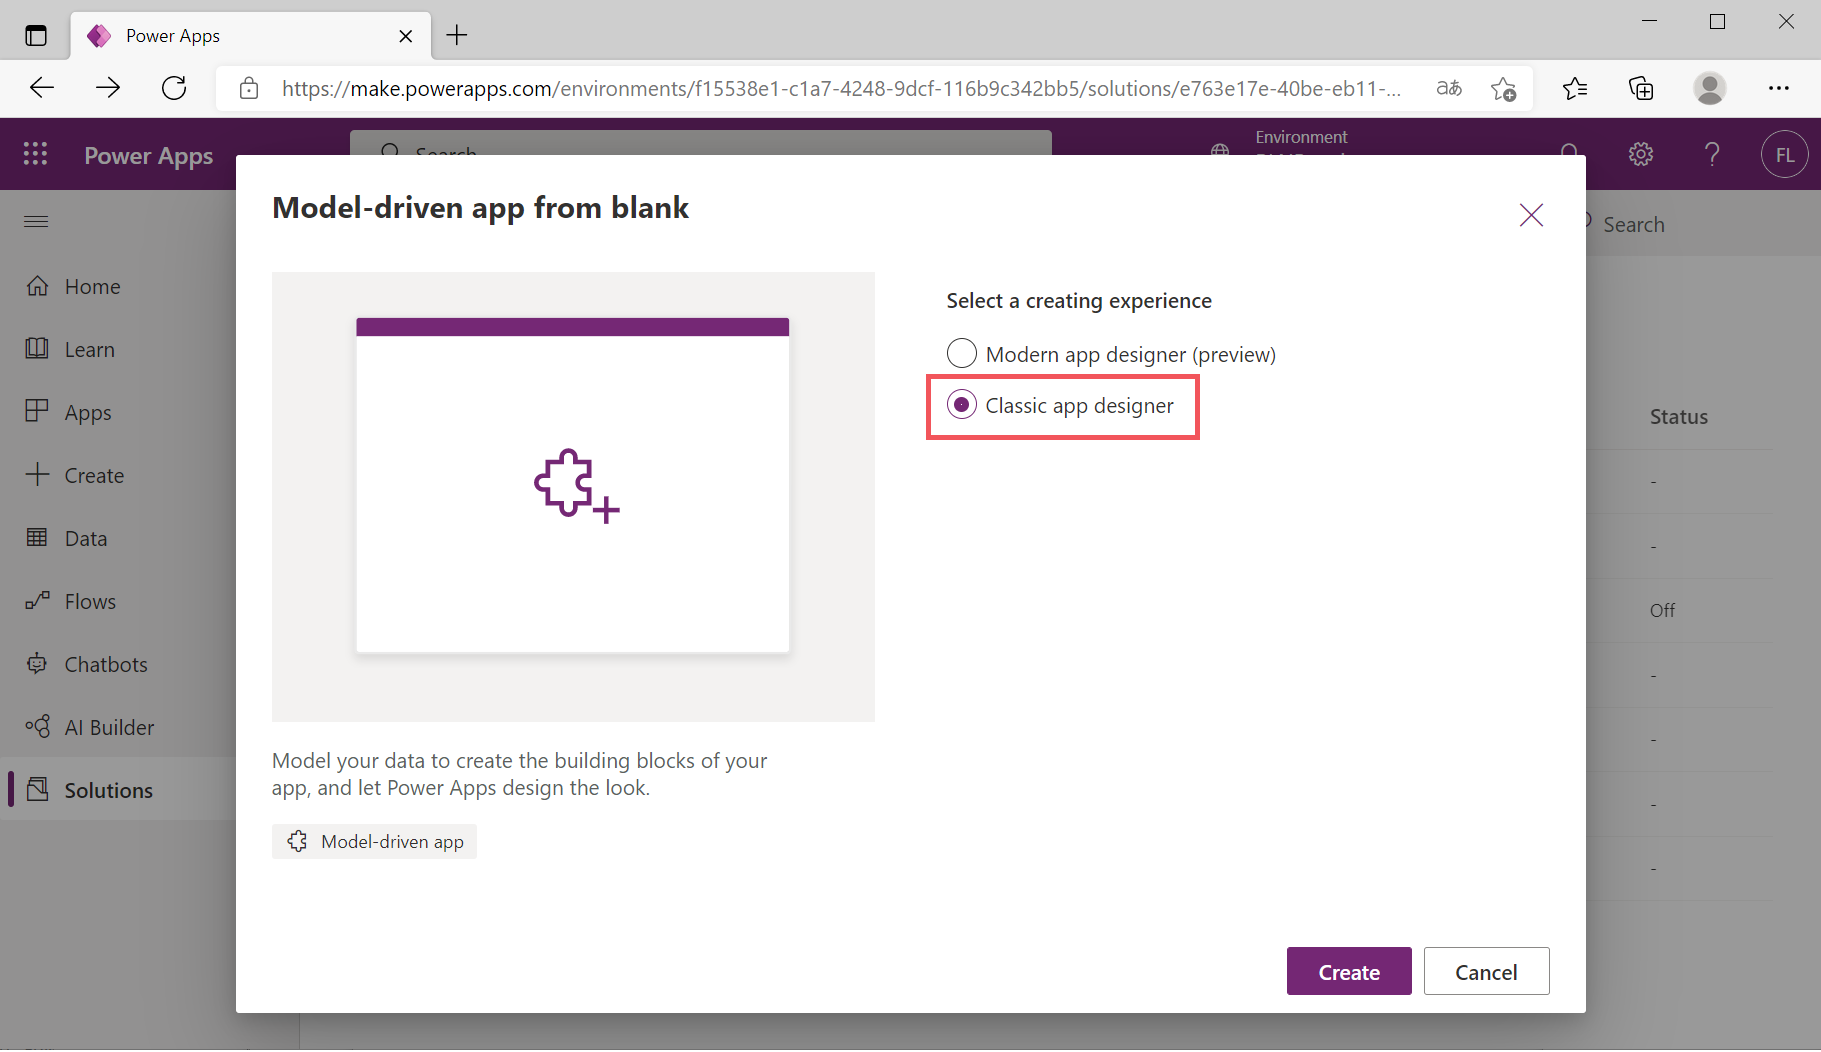 Power Apps
https://make.powerapps.com/environments/f15538e1-c1a7-4248-9dcf-116b9c342bb5/solutions/e763e17e-40be-eb11-...
aあ
Power Apps
Search
Environment
?
FL
Model-driven app from blank
Search
Home
Learn
Apps
Create
Data
Flows
Chatbots
AI Builder
Solutions
Select a creating experience
Modern app designer (preview)
Classic app designer
Status
-
-
Off
-
-
-
-
Model your data to create the building blocks of your
app, and let Power Apps design the look.
Model-driven app
Create
Cancel